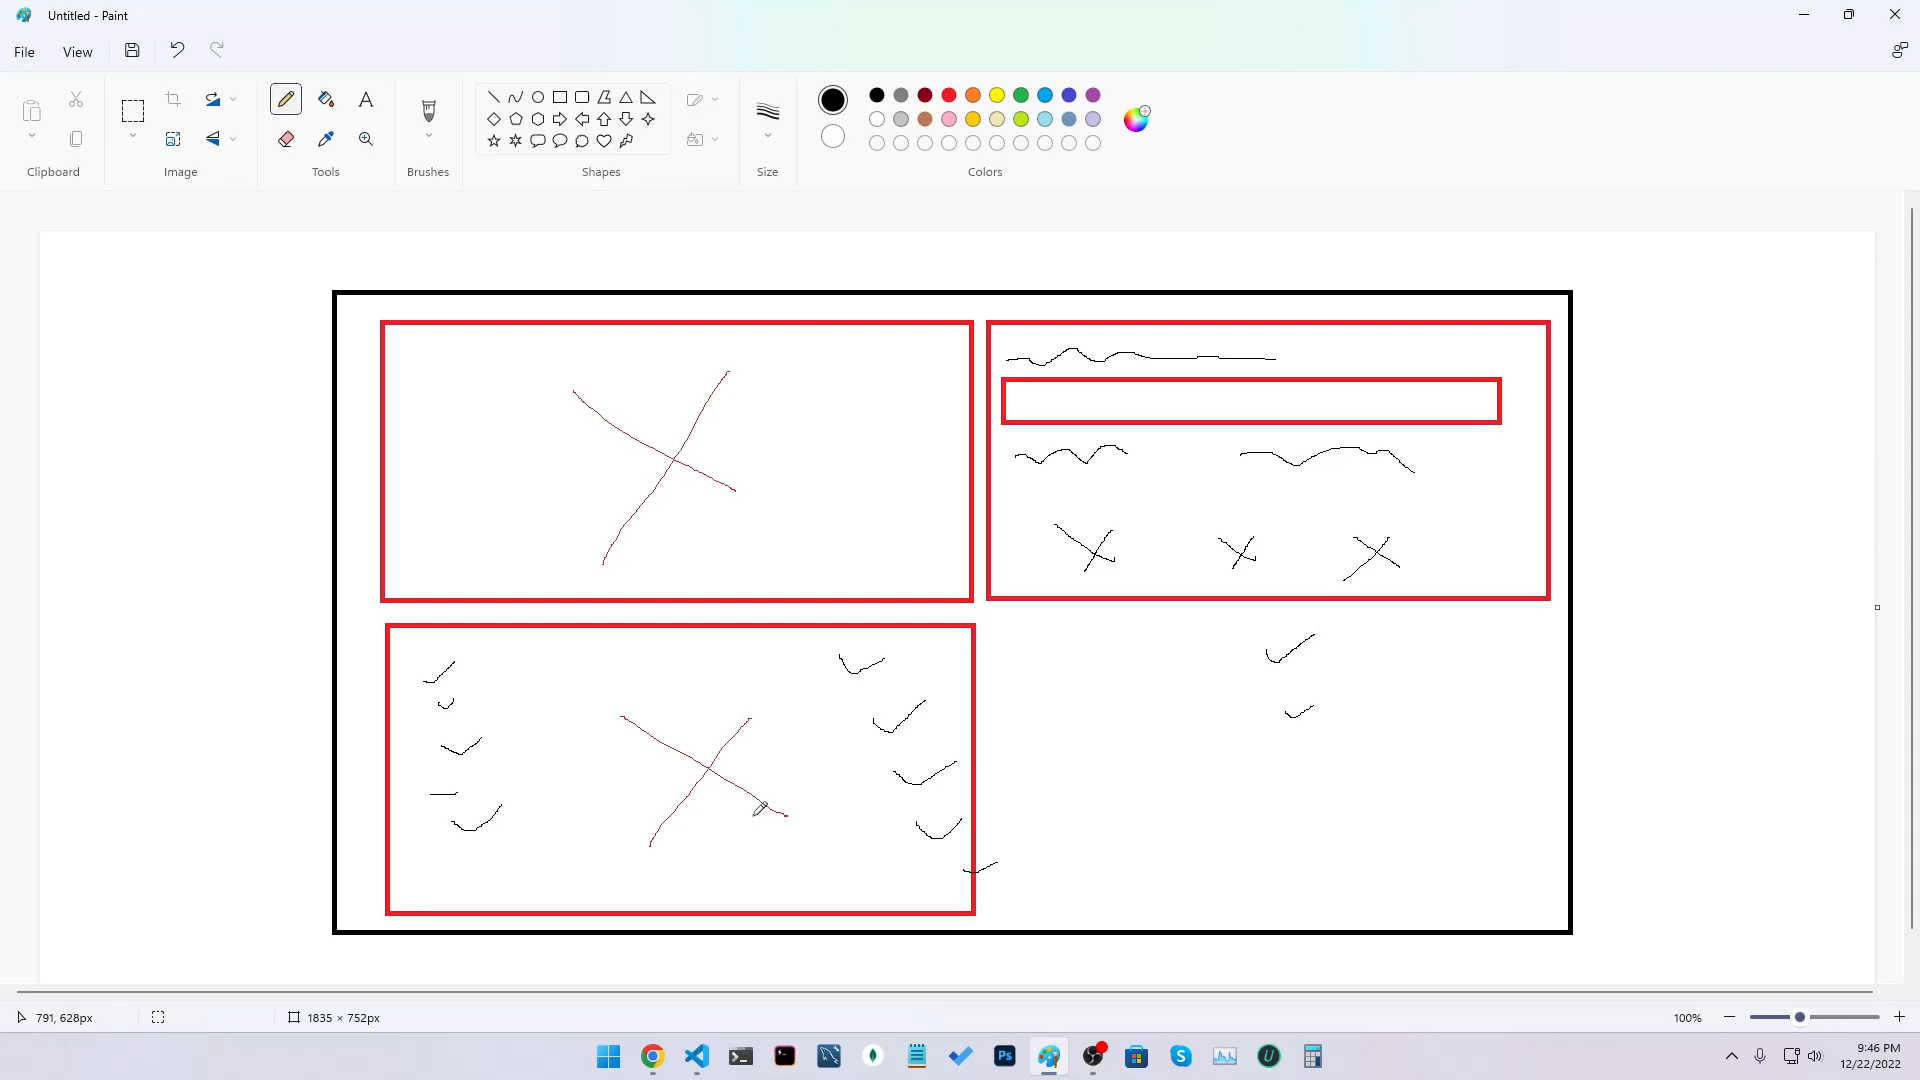 Untitled - Paint
File View
Clipboard Image Tools Brushes Shapes Size Colors
791, 628px 1835 × 752px 100%
Ps U
9:46 PM
12/22/2022